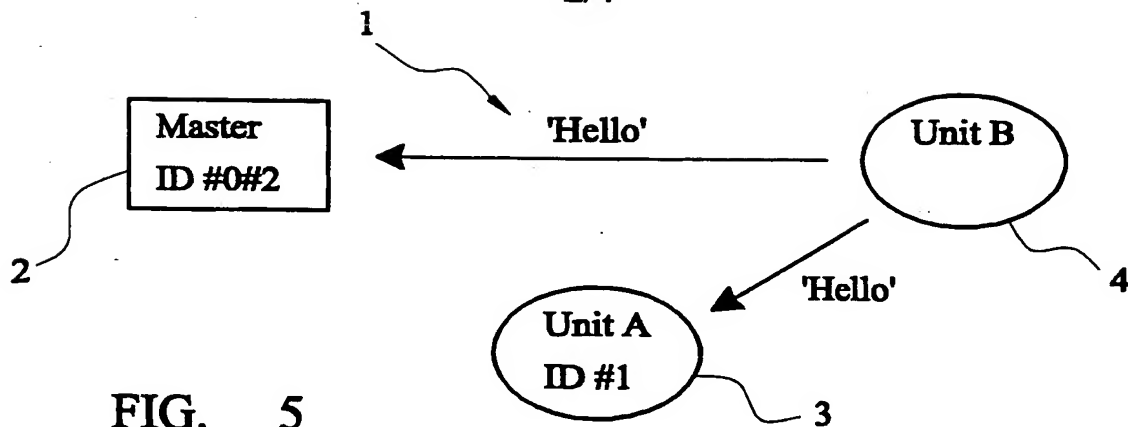 1
Master
ID #0#2
'Hello'
Unit B
2
4
'Hello'
Unit A
ID #1
3
FIG. 5